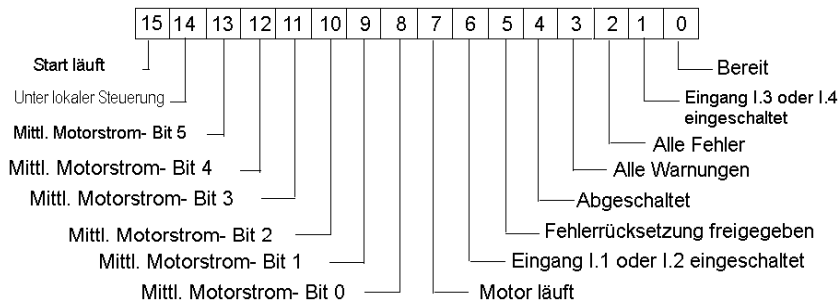 15 14 13 12 11 10 9 8 7 6 5 4 3 2 1 0
Start läuft
Bereit
Unter lokaler Steuerung
Eingang I.3 oder I.4
eingeschaltet
Mittl. Motorstrom- Bit 5
Alle Fehler
Mittl. Motorstrom- Bit 4
Alle Warnungen
Mittl. Motorstrom- Bit 3
Abgeschaltet
Mittl. Motorstrom- Bit 2
Fehlerrücksetzung freigegeben
Mittl. Motorstrom- Bit 1
Eingang I.1 oder I.2 eingeschaltet
Mittl. Motorstrom- Bit 0
Motor läuft